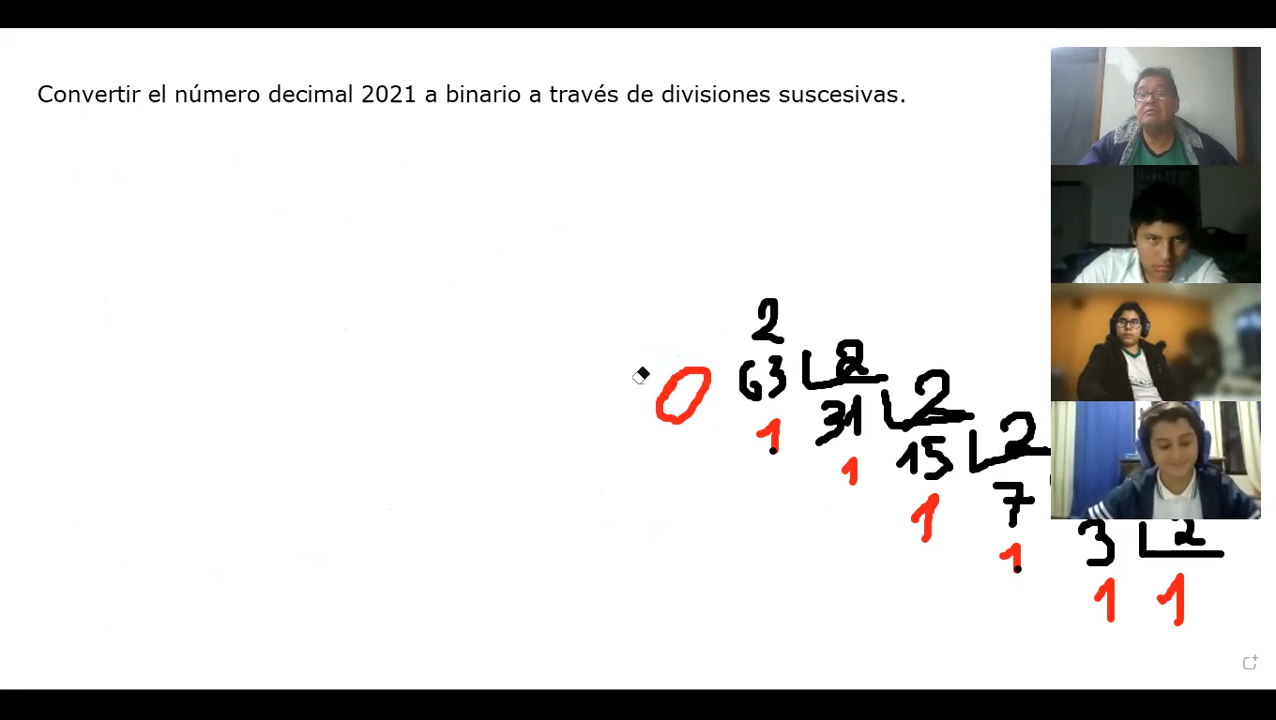 Convertir el número decimal 2021 a binario a través de divisiones suscesivas.
2
0 63 2
1 31 2
1 15 2
1 7
1 3 2
1 1